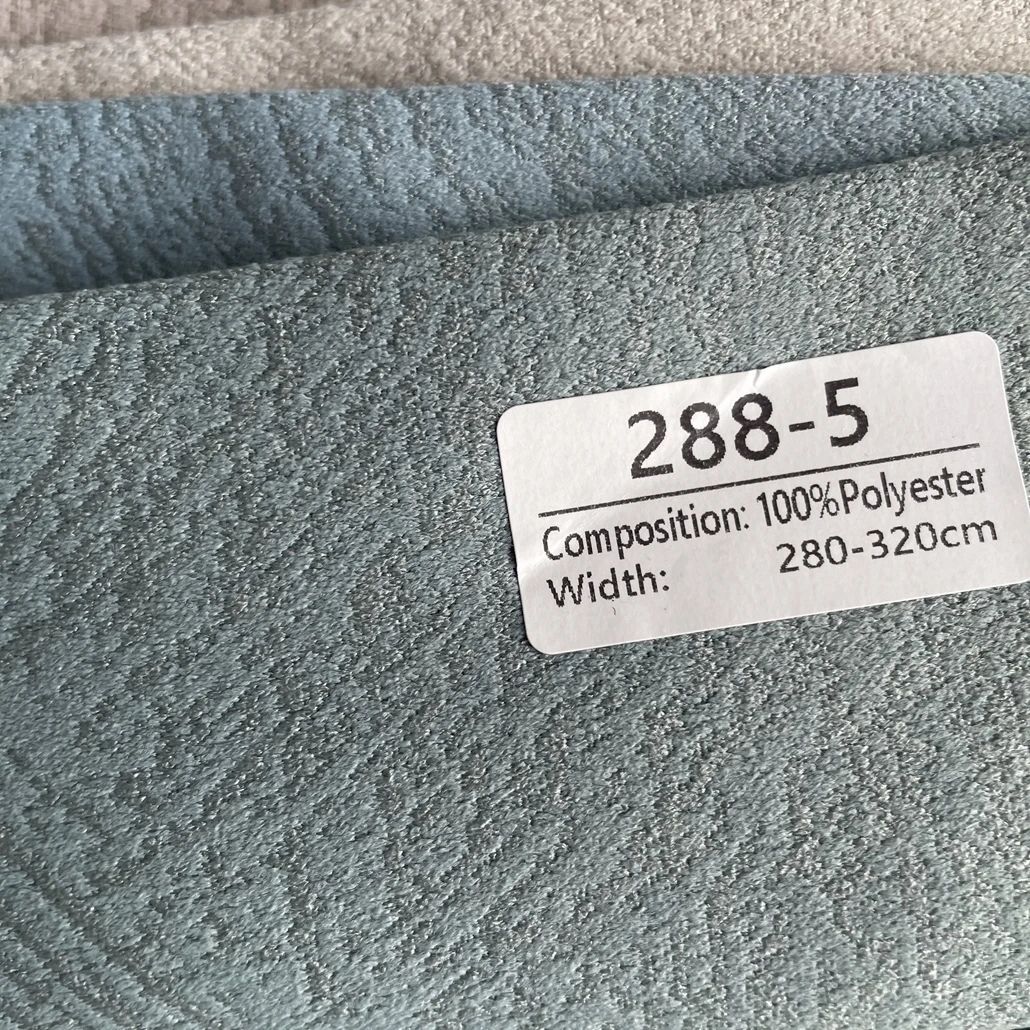 288-5
Composition: 100%Polyester
Width: 280-320cm